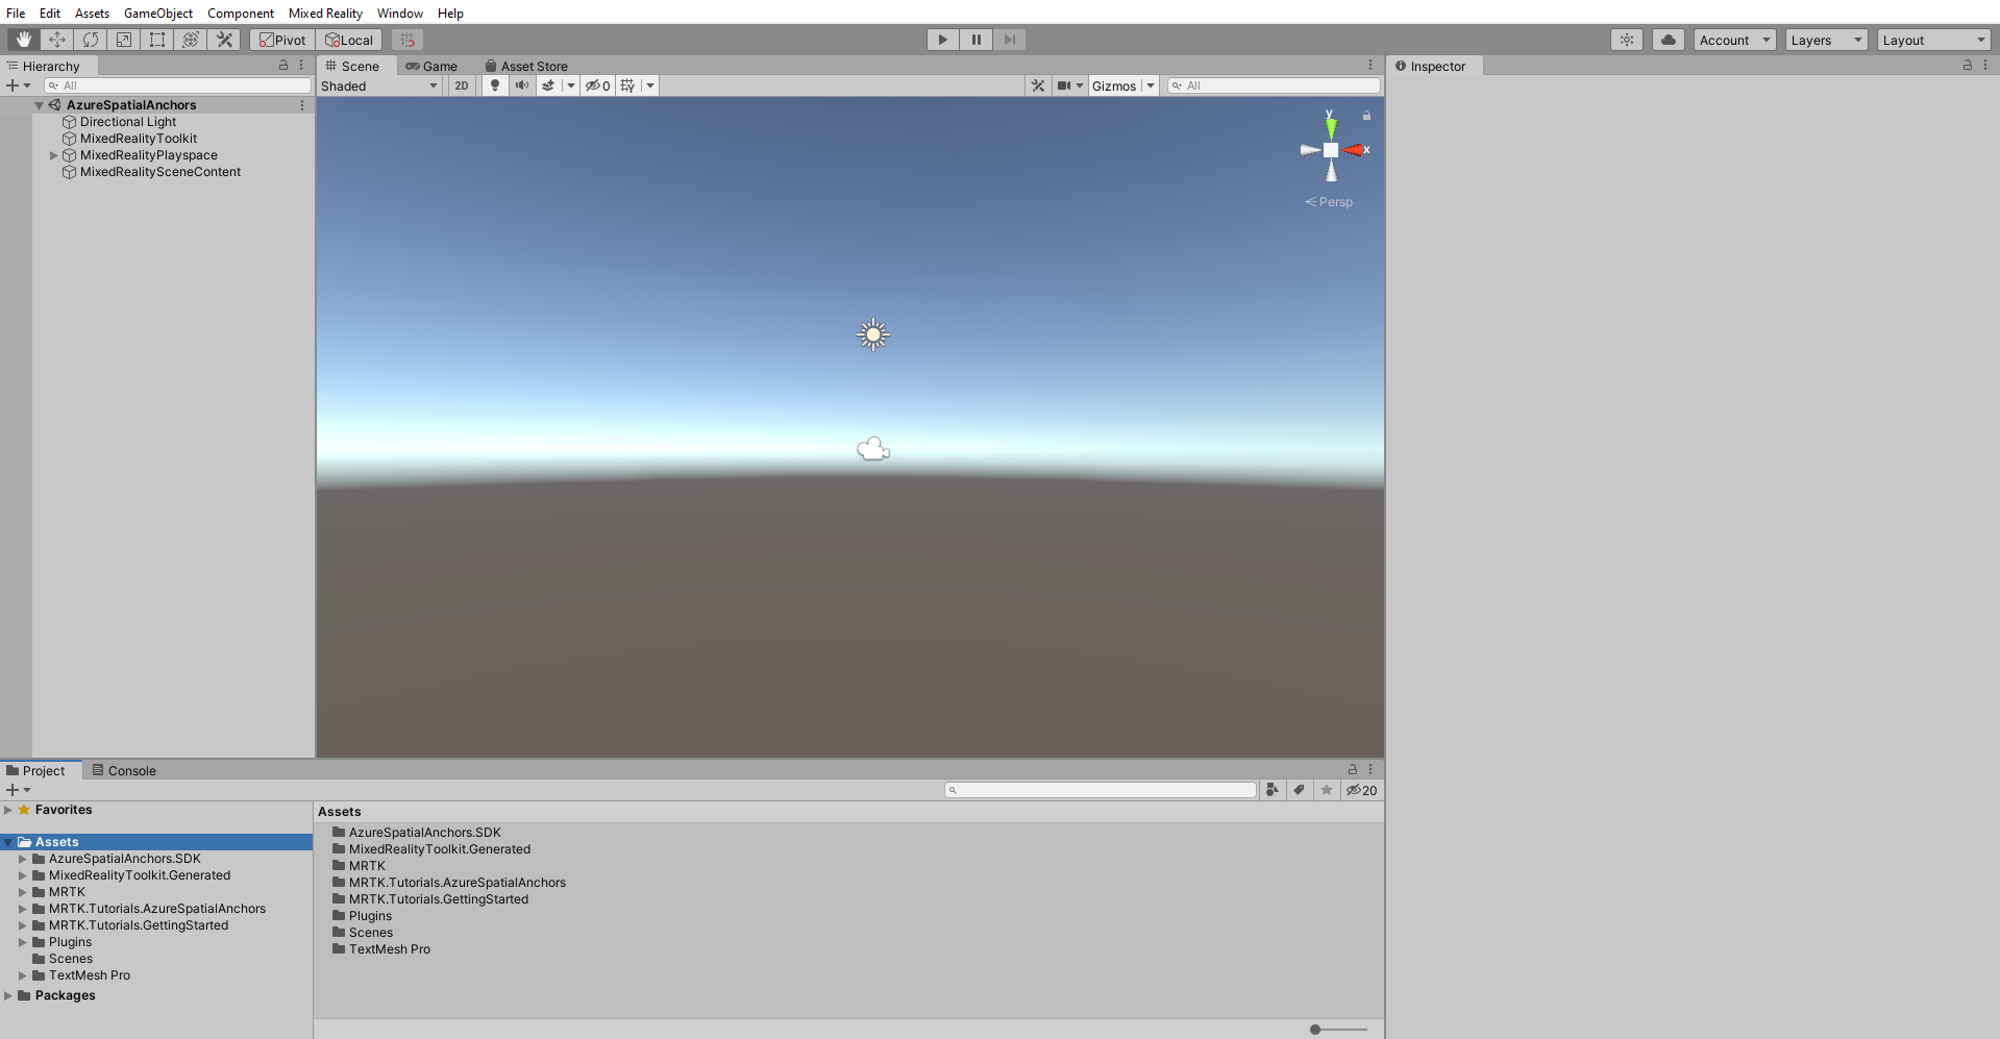 File Edit Assets GameObject Component Mixed Reality Window Help
Pivot Local Account Layers Layout
Hierarchy
All
AzureSpatialAnchors
Directional Light
MixedRealityToolkit
MixedRealityPlayspace
MixedRealitySceneContent
Scene Game Asset Store
Shaded 2D 0 Gizmos All
y
x
Persp
Inspector
Project Console
20
Favorites
Assets
AzureSpatialAnchors.SDK
MixedRealityToolkit.Generated
MRTK
MRTK.Tutorials.AzureSpatialAnchors
MRTK.Tutorials.GettingStarted
Plugins
Scenes
TextMesh Pro
Packages
Assets
AzureSpatialAnchors.SDK
MixedRealityToolkit.Generated
MRTK
MRTK.Tutorials.AzureSpatialAnchors
MRTK.Tutorials.GettingStarted
Plugins
Scenes
TextMesh Pro